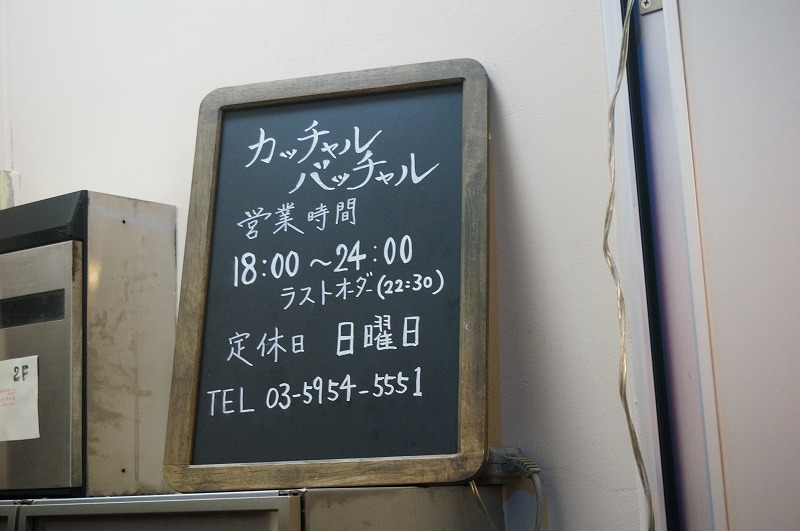 カッチャル
バッチャル
営業時間
18:00～24:00
ラストオーダー(22:30)
定休日 日曜日
TEL 03-5954-5551
2F